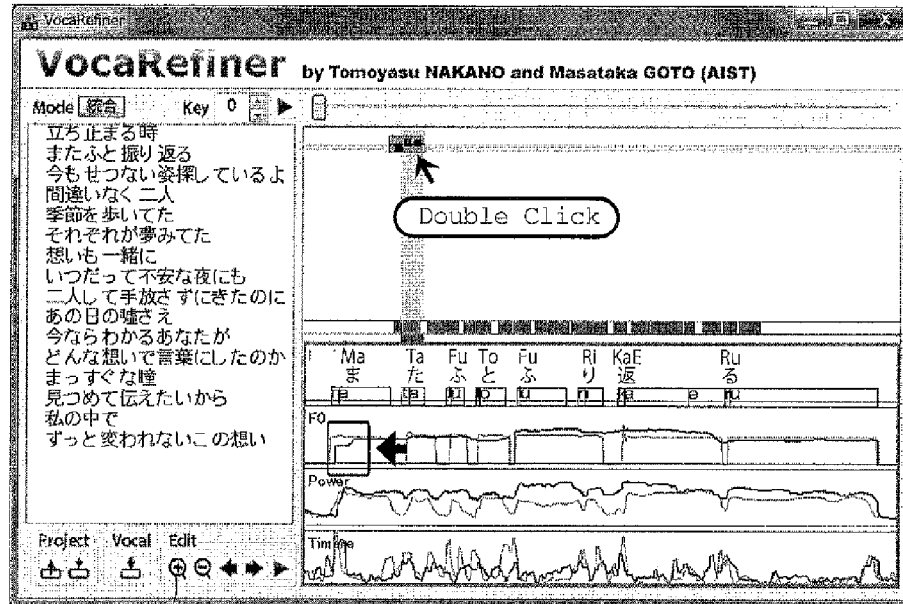 VocaRefiner
VocaRefiner by Tomoyasu NAKANO and Masataka GOTO (AIST)
Mode 統合 Key 0
立ち止まる時
またふと振り返る
今もせつない姿探しているよ
間違いなく二人
季節を歩いてた
それぞれが夢みてた
想いも一緒に
いつだって不安な夜にも
二人して手放さずにきたのに
あの日の嘘さえ
今ならわかるあなたが
どんな想いで言葉にしたのか
まっすぐな瞳
見つめて伝えたいから
私の中で
ずっと変われないこの想い
Double Click
Ma Ta Fu To Fu Ri KaE Ru
ま た ふ と ふ り 返 る
F0
Power
Timbre
Project Vocal Edit